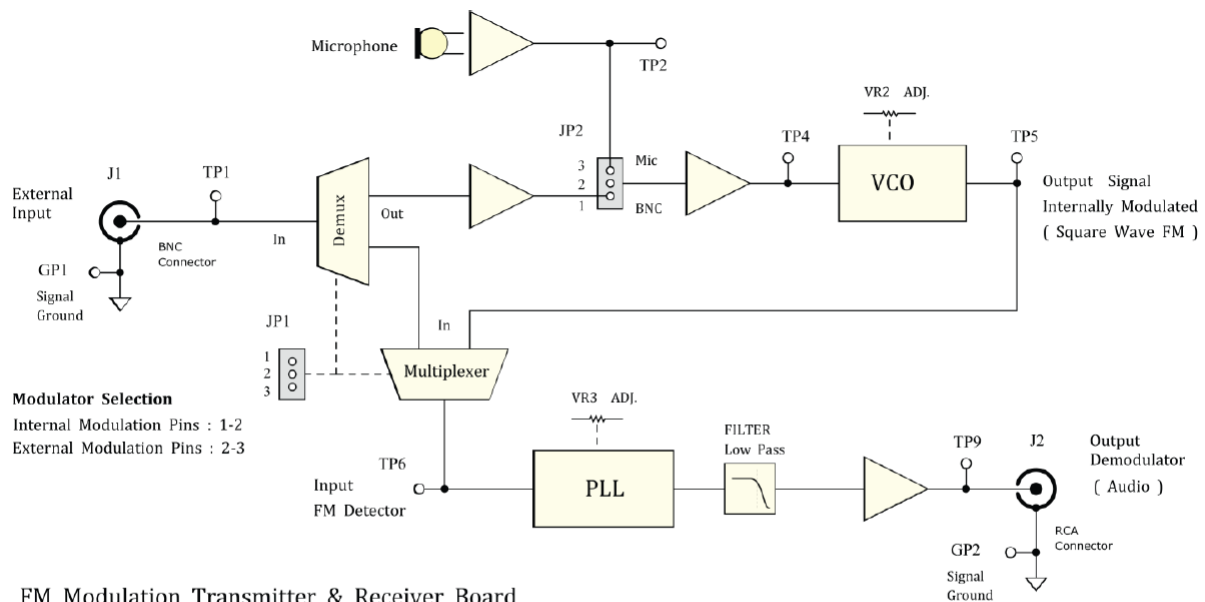 Microphone
TP2
VR2 ADJ.
JP2
3
2
1
Mic
BNC
TP4
VCO
TP5
Output Signal
Internally Modulated
( Square Wave FM )
J1
TP1
External
Input
BNC
Connector
GP1
Signal
Ground
In
Demux
Out
JP1
1
2
3
In
Multiplexer
Modulator Selection
Internal Modulation Pins : 1-2
External Modulation Pins : 2-3
VR3 ADJ.
TP6
Input
FM Detector
PLL
FILTER
Low Pass
TP9
J2
Output
Demodulator
( Audio )
RCA
Connector
GP2
Signal
Ground
FM Modulation Transmitter & Receiver Board